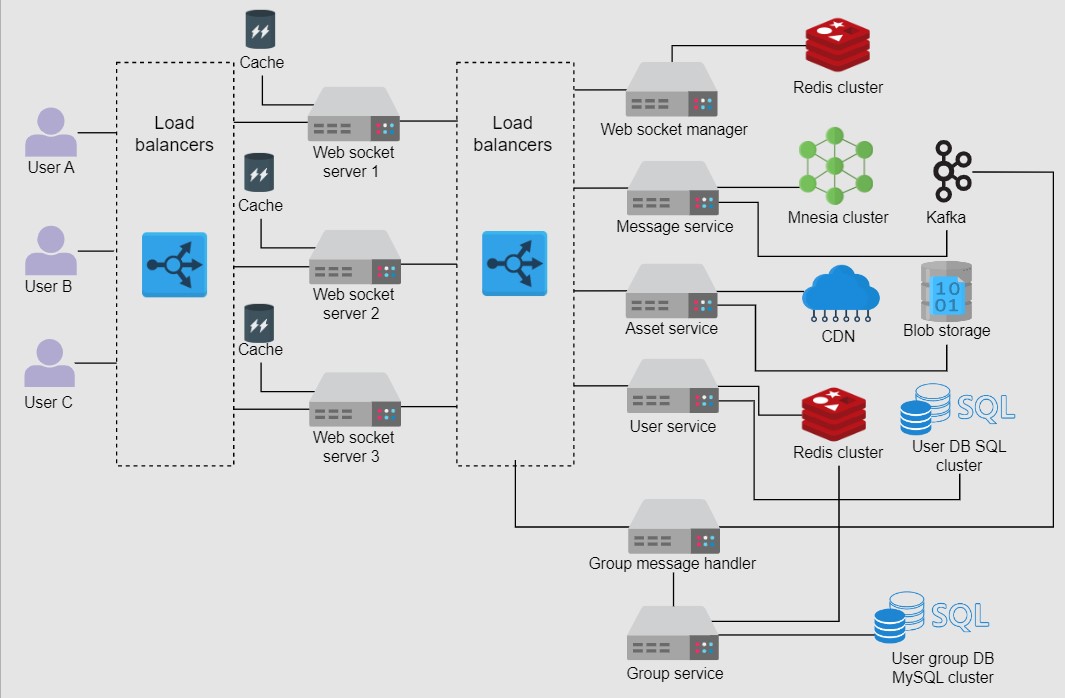 Cache
Load
balancers
User A
Web socket
server 1
Cache
User B
Web socket
server 2
Cache
User C
Web socket
server 3
Load
balancers
Web socket manager
Redis cluster
Message service
Mnesia cluster
Kafka
Asset service
CDN
10
01
Blob storage
User service
Redis cluster
SQL
User DB SQL
cluster
Group message handler
Group service
SQL
User group DB
MySQL cluster